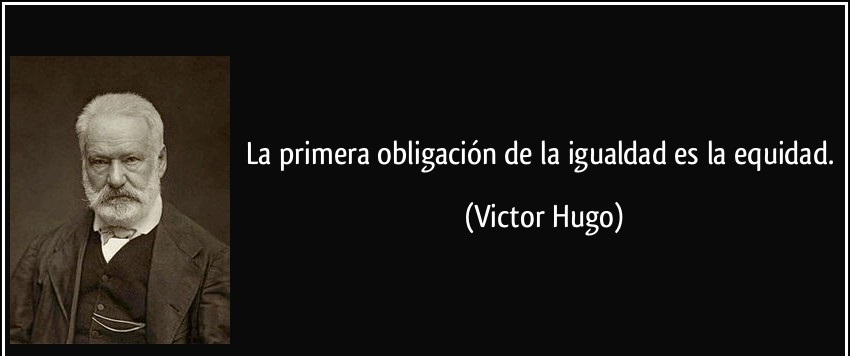 La primera obligación de la igualdad es la equidad.
(Victor Hugo)